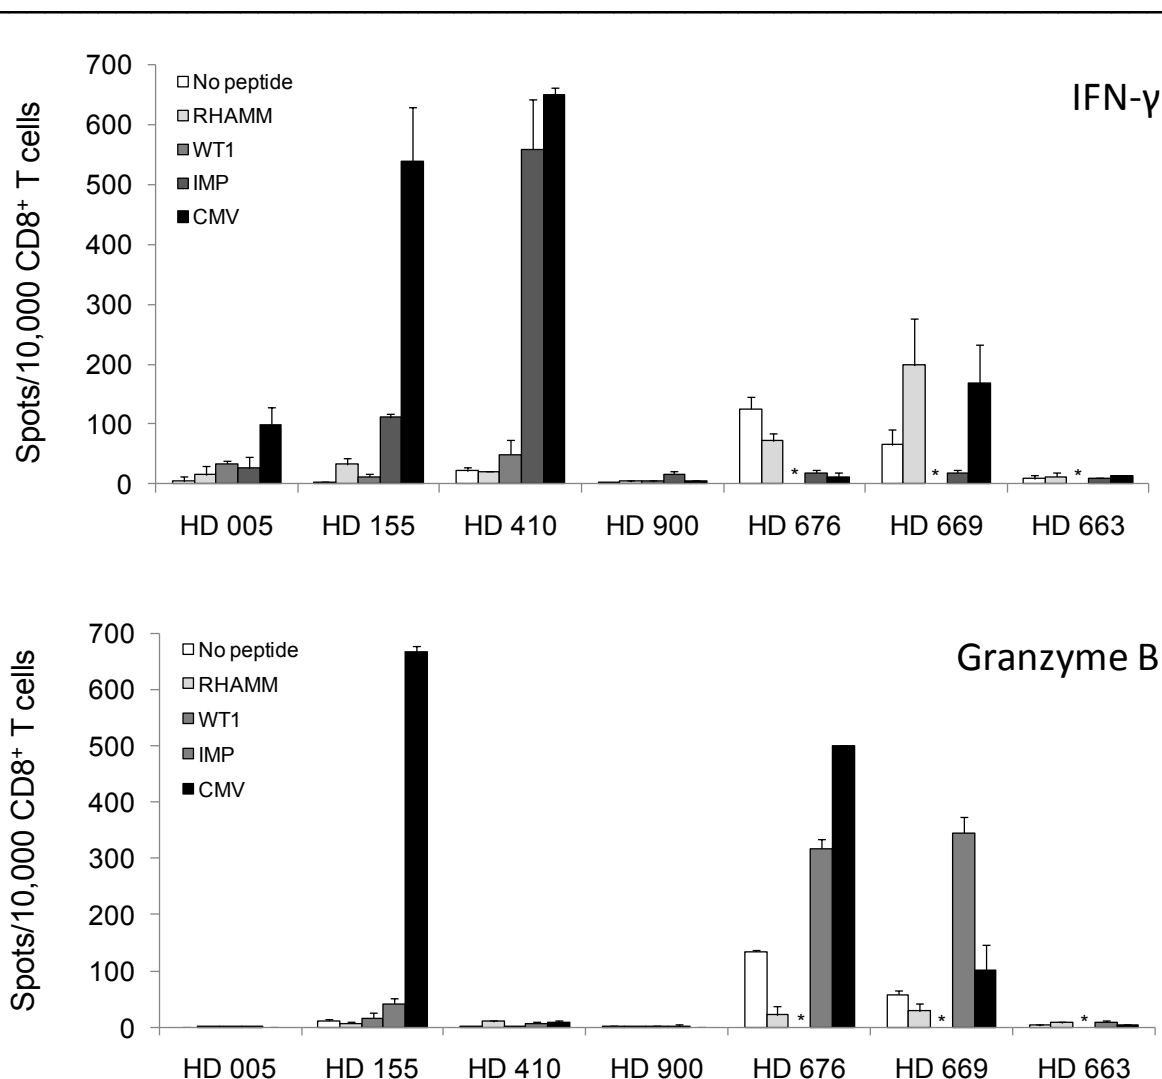 700
600
500
400
300
200
100
0
Spots/10,000 CD8⁺ T cells
No peptide
RHAMM
WT1
IMP
CMV
IFN-γ
* * *
HD 005 HD 155 HD 410 HD 900 HD 676 HD 669 HD 663
700
600
500
400
300
200
100
0
Spots/10,000 CD8⁺ T cells
No peptide
RHAMM
WT1
IMP
CMV
Granzyme B
* * *
HD 005 HD 155 HD 410 HD 900 HD 676 HD 669 HD 663